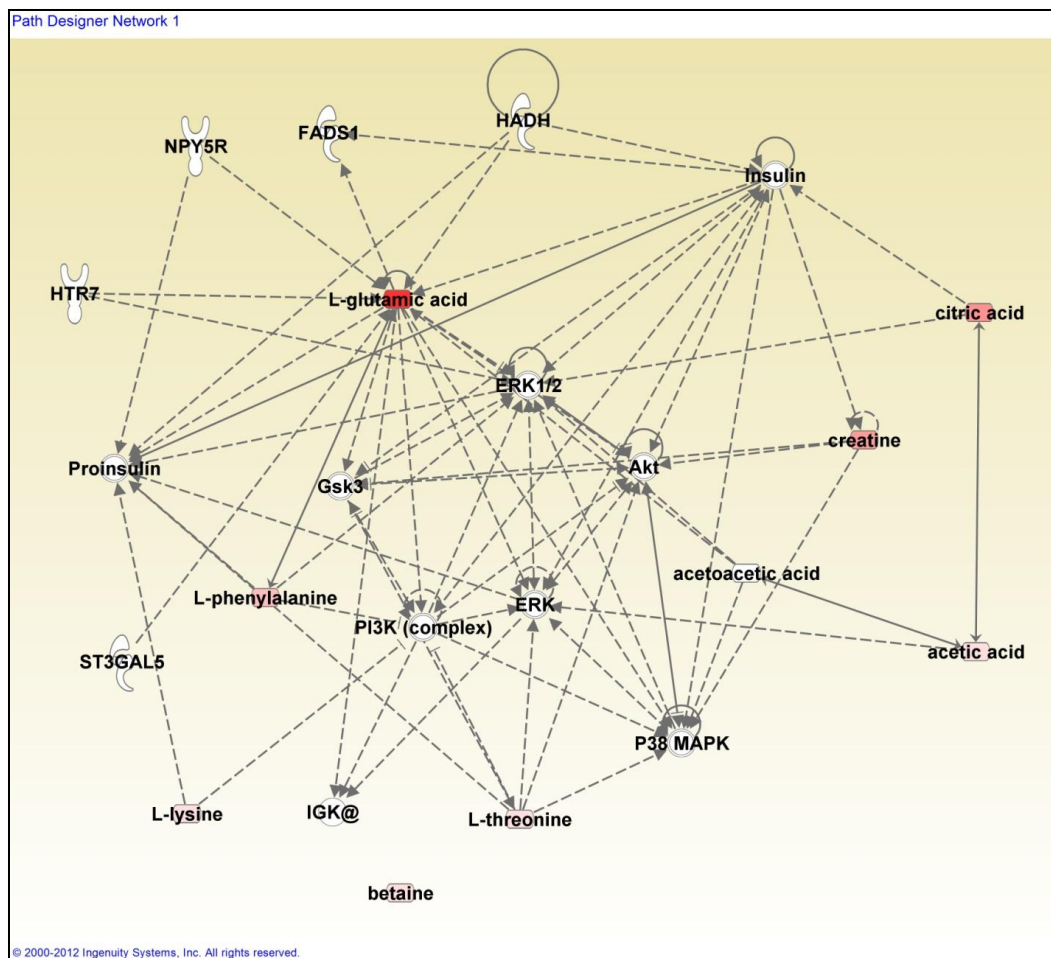 Path Designer Network 1
HADH
FADS1
NPY5R
Insulin
HTR7
L-glutamic acid
citric acid
ERK1/2
creatine
Proinsulin
Akt
Gsk3
acetoacetic acid
L-phenylalanine
ERK
PI3K (complex)
acetic acid
ST3GAL5
P38 MAPK
L-lysine
IGK@
L-threonine
betaine
© 2000-2012 Ingenuity Systems, Inc. All rights reserved.